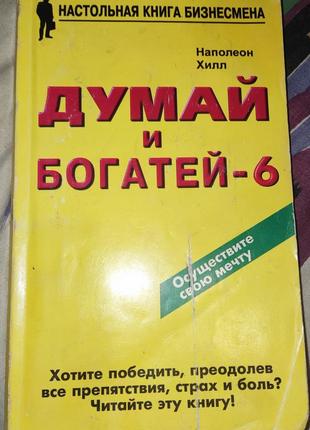 НАСТОЛЬНАЯ КНИГА БИЗНЕСМЕНА
Наполеон
Хилл
ДУМАЙ
и
БОГАТЕЙ-6
Осуществите
свою мечту
Хотите победить, преодолев
все препятствия, страх и боль?
Читайте эту книгу!